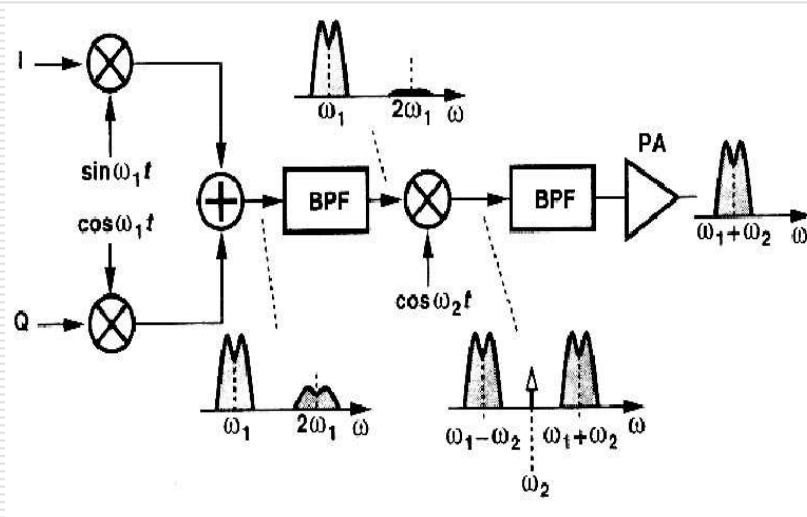 I
sinω₁t
cosω₁t
Q
BPF
ω₁ 2ω₁ ω
ω₁ 2ω₁ ω
cosω₂t
BPF
ω₁−ω₂ ω₁+ω₂ ω
ω₂
PA
ω₁+ω₂ ω